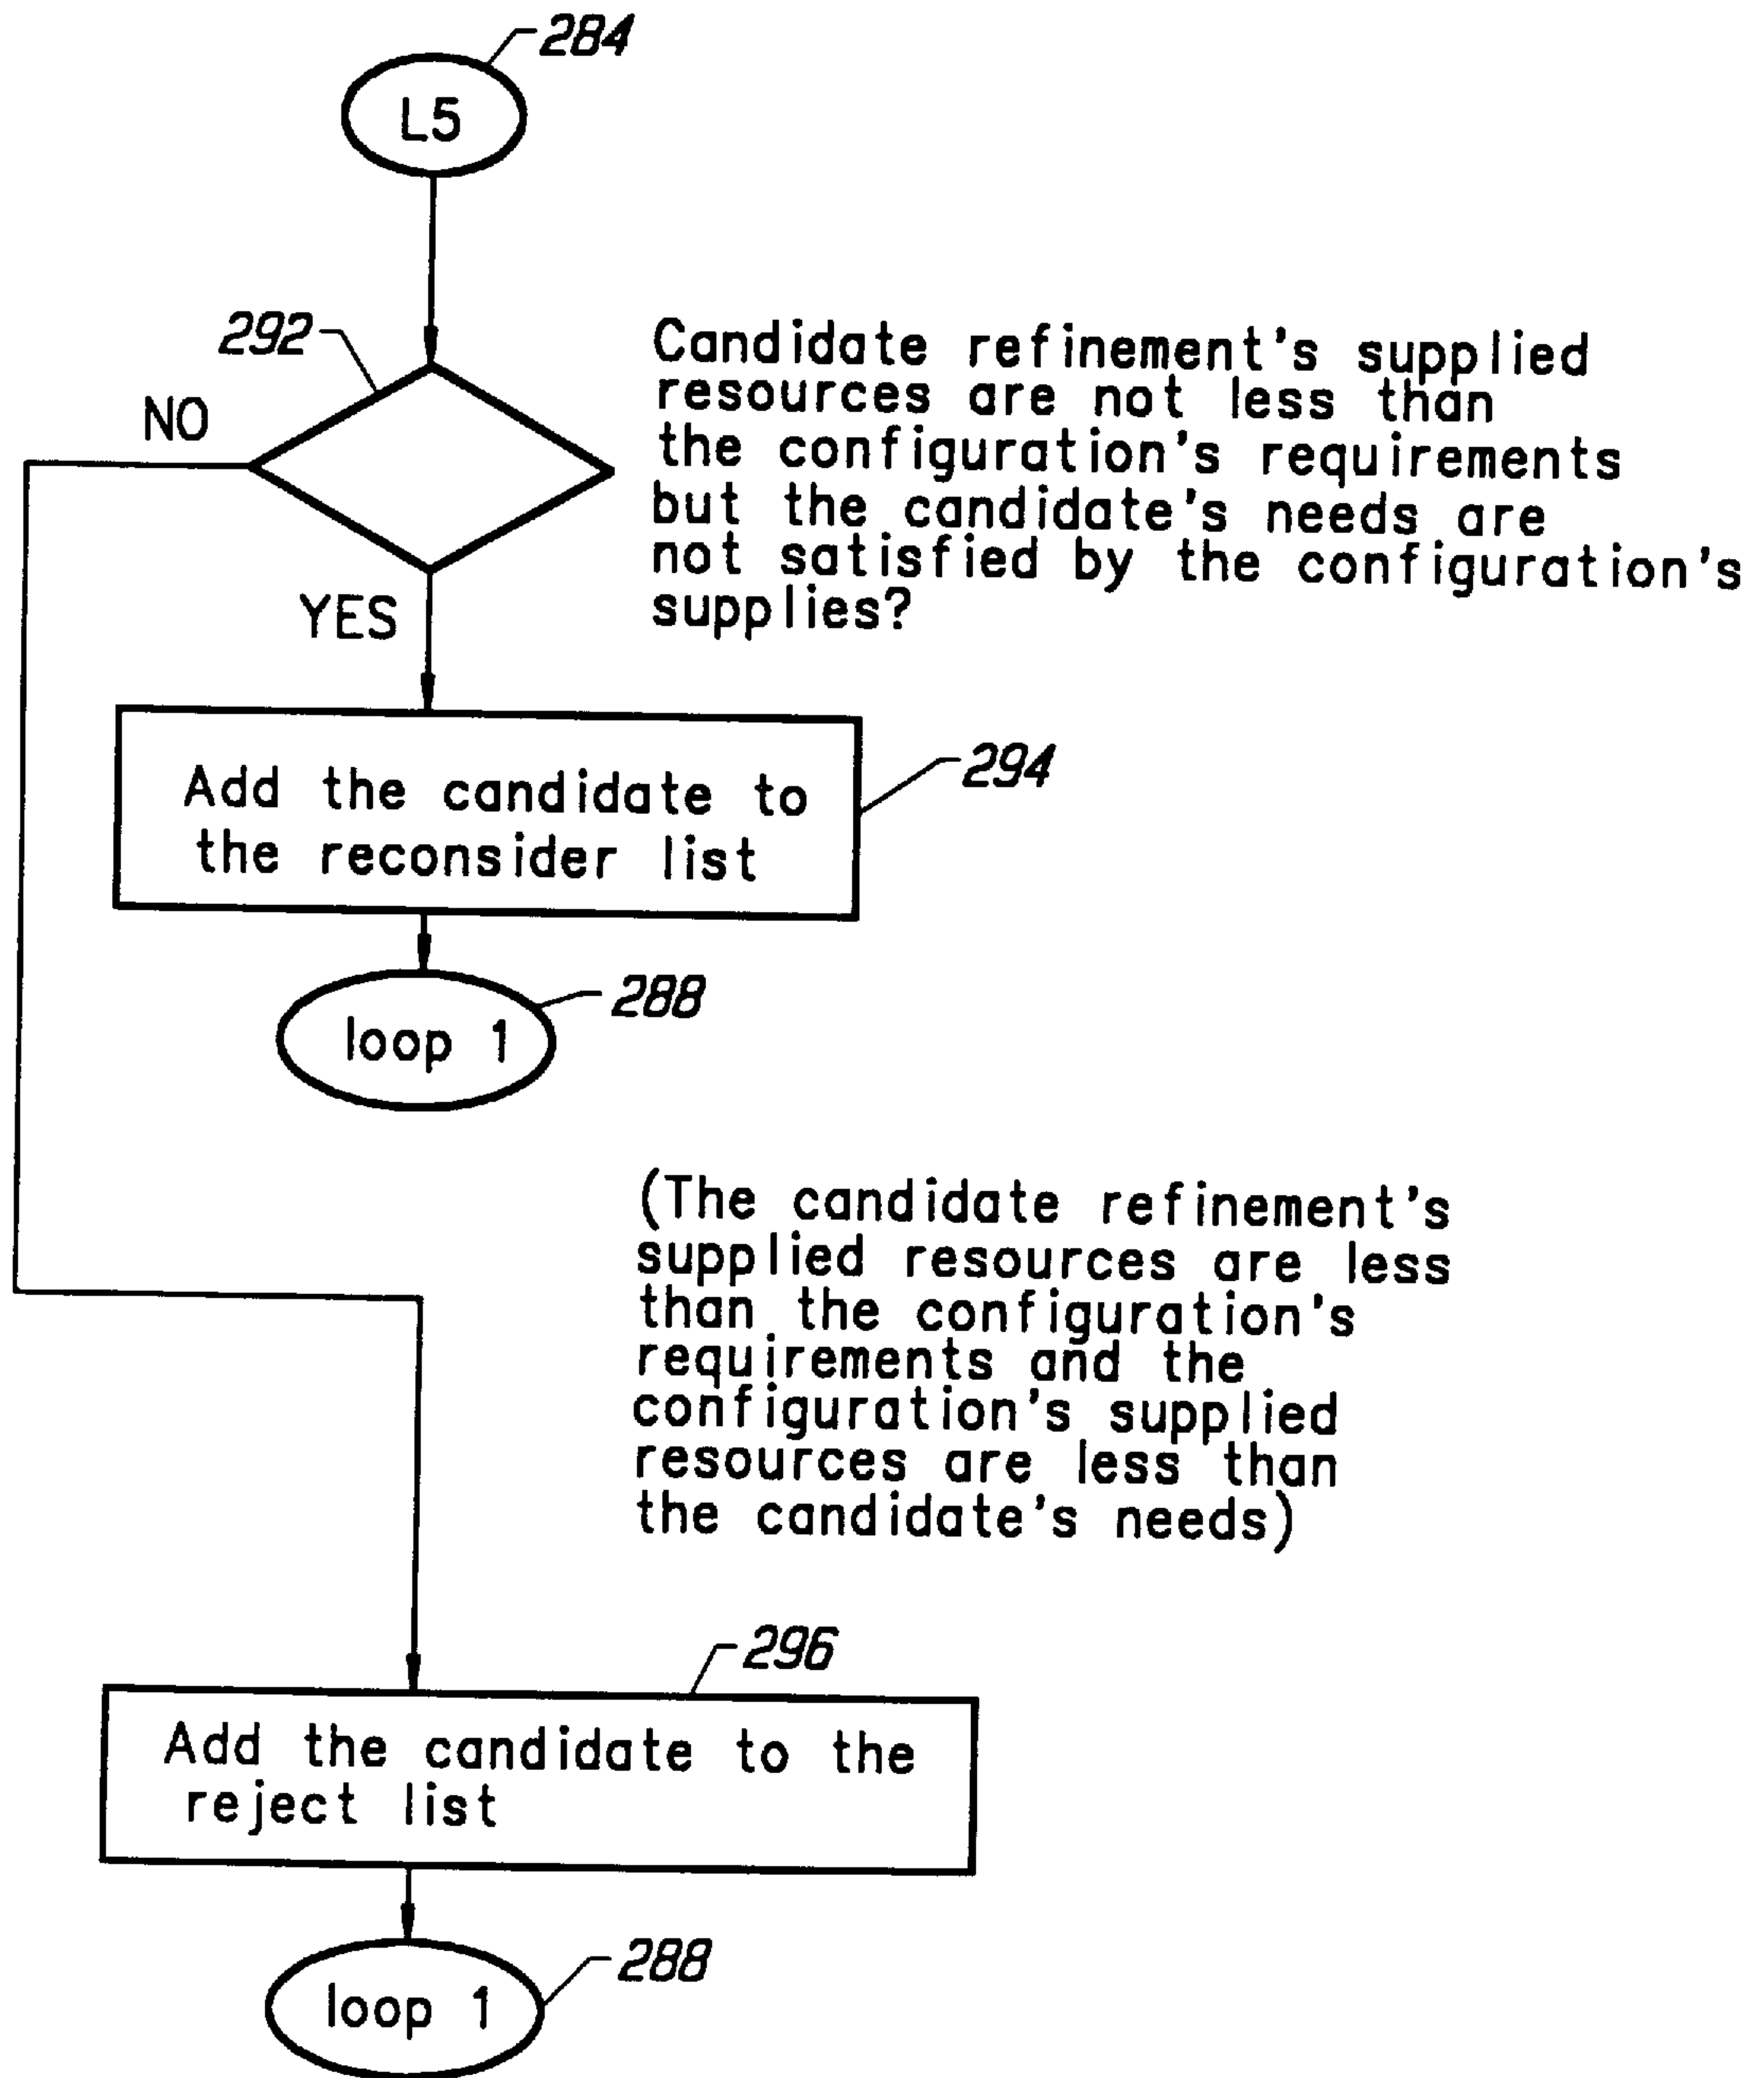 284
L5
292
NO
Candidate refinement's supplied
resources are not less than
the configuration's requirements
but the candidate's needs are
not satisfied by the configuration's
supplies?
YES
294
Add the candidate to
the reconsider list
288
loop 1
(The candidate refinement's
supplied resources are less
than the configuration's
requirements and the
configuration's supplied
resources are less than
the candidate's needs)
296
Add the candidate to the
reject list
288
loop 1